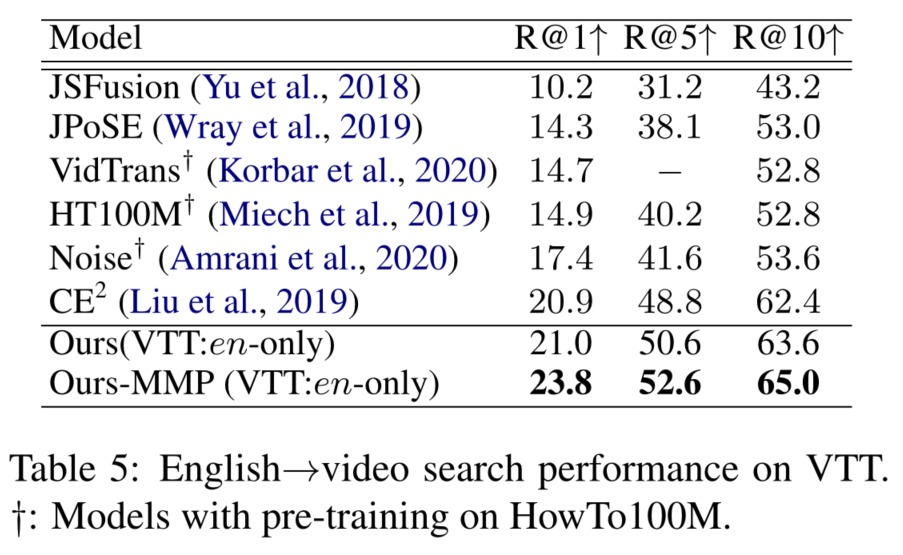 Model R@1↑ R@5↑ R@10↑
JSFusion (Yu et al., 2018) 10.2 31.2 43.2
JPoSE (Wray et al., 2019) 14.3 38.1 53.0
VidTrans† (Korbar et al., 2020) 14.7 – 52.8
HT100M† (Miech et al., 2019) 14.9 40.2 52.8
Noise† (Amrani et al., 2020) 17.4 41.6 53.6
CE² (Liu et al., 2019) 20.9 48.8 62.4
Ours(VTT:en-only) 21.0 50.6 63.6
Ours-MMP (VTT:en-only) 23.8 52.6 65.0
Table 5: English→video search performance on VTT.
†: Models with pre-training on HowTo100M.